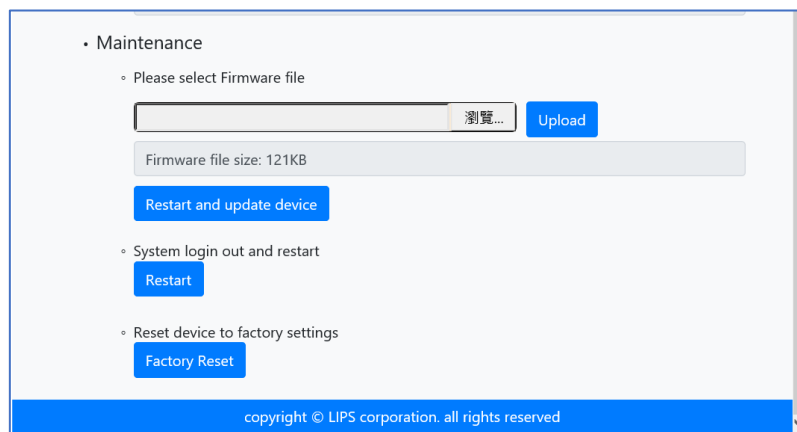 Maintenance
Please select Firmware file
瀏覽... Upload
Firmware file size: 121KB
Restart and update device
System login out and restart
Restart
Reset device to factory settings
Factory Reset
copyright © LIPS corporation. all rights reserved